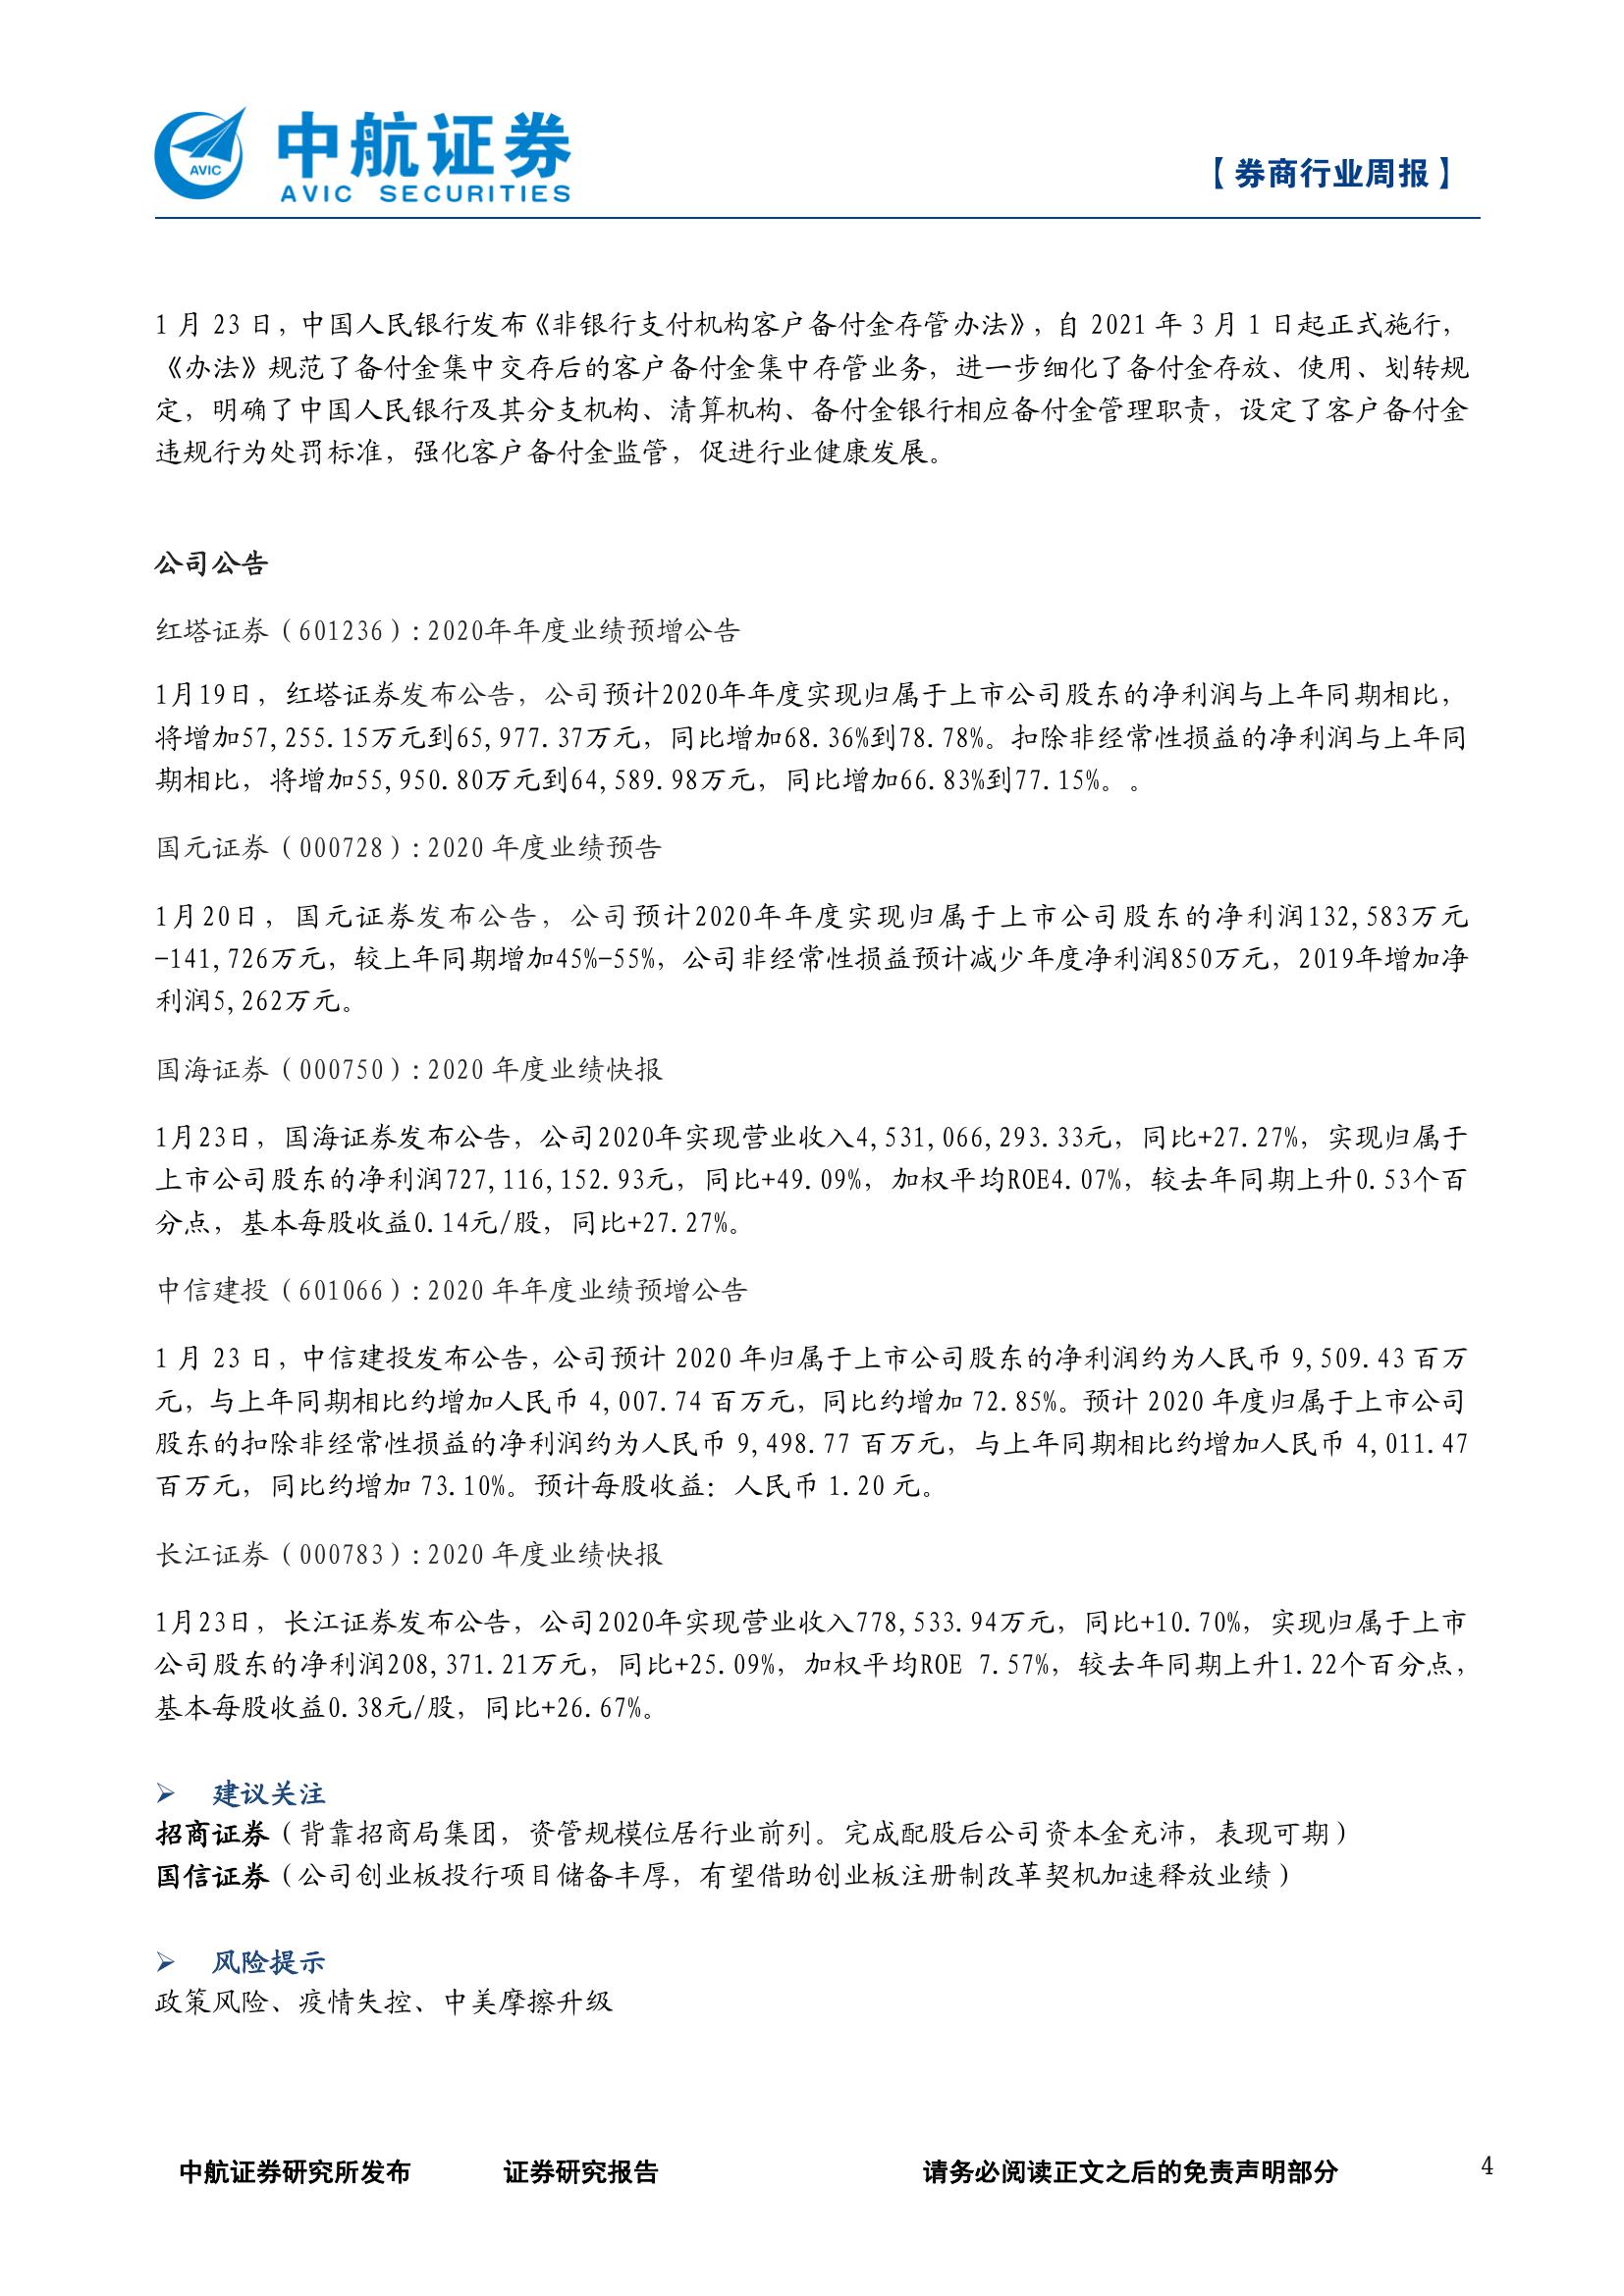 AVIC
中航证券
AVIC SECURITIES
【券商行业周报】
1 月 23 日，中国人民银行发布《非银行支付机构客户备付金存管办法》，自 2021 年 3 月 1 日起正式施行，
《办法》规范了备付金集中交存后的客户备付金集中存管业务，进一步细化了备付金存放、使用、划转规
定，明确了中国人民银行及其分支机构、清算机构、备付金银行相应备付金管理职责，设定了客户备付金
违规行为处罚标准，强化客户备付金监管，促进行业健康发展。
公司公告
红塔证券（601236）：2020年年度业绩预增公告
1月19日，红塔证券发布公告，公司预计2020年年度实现归属于上市公司股东的净利润与上年同期相比，
将增加57,255.15万元到65,977.37万元，同比增加68.36%到78.78%。扣除非经常性损益的净利润与上年同
期相比，将增加55,950.80万元到64,589.98万元，同比增加66.83%到77.15%。。
国元证券（000728）：2020 年度业绩预告
1月20日，国元证券发布公告，公司预计2020年年度实现归属于上市公司股东的净利润132,583万元
-141,726万元，较上年同期增加45%-55%，公司非经常性损益预计减少年度净利润850万元，2019年增加净
利润5,262万元。
国海证券（000750）：2020 年度业绩快报
1月23日，国海证券发布公告，公司2020年实现营业收入4,531,066,293.33元，同比+27.27%，实现归属于
上市公司股东的净利润727,116,152.93元，同比+49.09%，加权平均ROE4.07%，较去年同期上升0.53个百
分点，基本每股收益0.14元/股，同比+27.27%。
中信建投（601066）：2020 年年度业绩预增公告
1 月 23 日，中信建投发布公告，公司预计 2020 年归属于上市公司股东的净利润约为人民币 9,509.43 百万
元，与上年同期相比约增加人民币 4,007.74 百万元，同比约增加 72.85%。预计 2020 年度归属于上市公司
股东的扣除非经常性损益的净利润约为人民币 9,498.77 百万元，与上年同期相比约增加人民币 4,011.47
百万元，同比约增加 73.10%。预计每股收益：人民币 1.20 元。
长江证券（000783）：2020 年度业绩快报
1月23日，长江证券发布公告，公司2020年实现营业收入778,533.94万元，同比+10.70%，实现归属于上市
公司股东的净利润208,371.21万元，同比+25.09%，加权平均ROE 7.57%，较去年同期上升1.22个百分点，
基本每股收益0.38元/股，同比+26.67%。
➢ 建议关注
招商证券（背靠招商局集团，资管规模位居行业前列。完成配股后公司资本金充沛，表现可期）
国信证券（公司创业板投行项目储备丰厚，有望借助创业板注册制改革契机加速释放业绩）
➢ 风险提示
政策风险、疫情失控、中美摩擦升级
中航证券研究所发布 证券研究报告 请务必阅读正文之后的免责声明部分 4